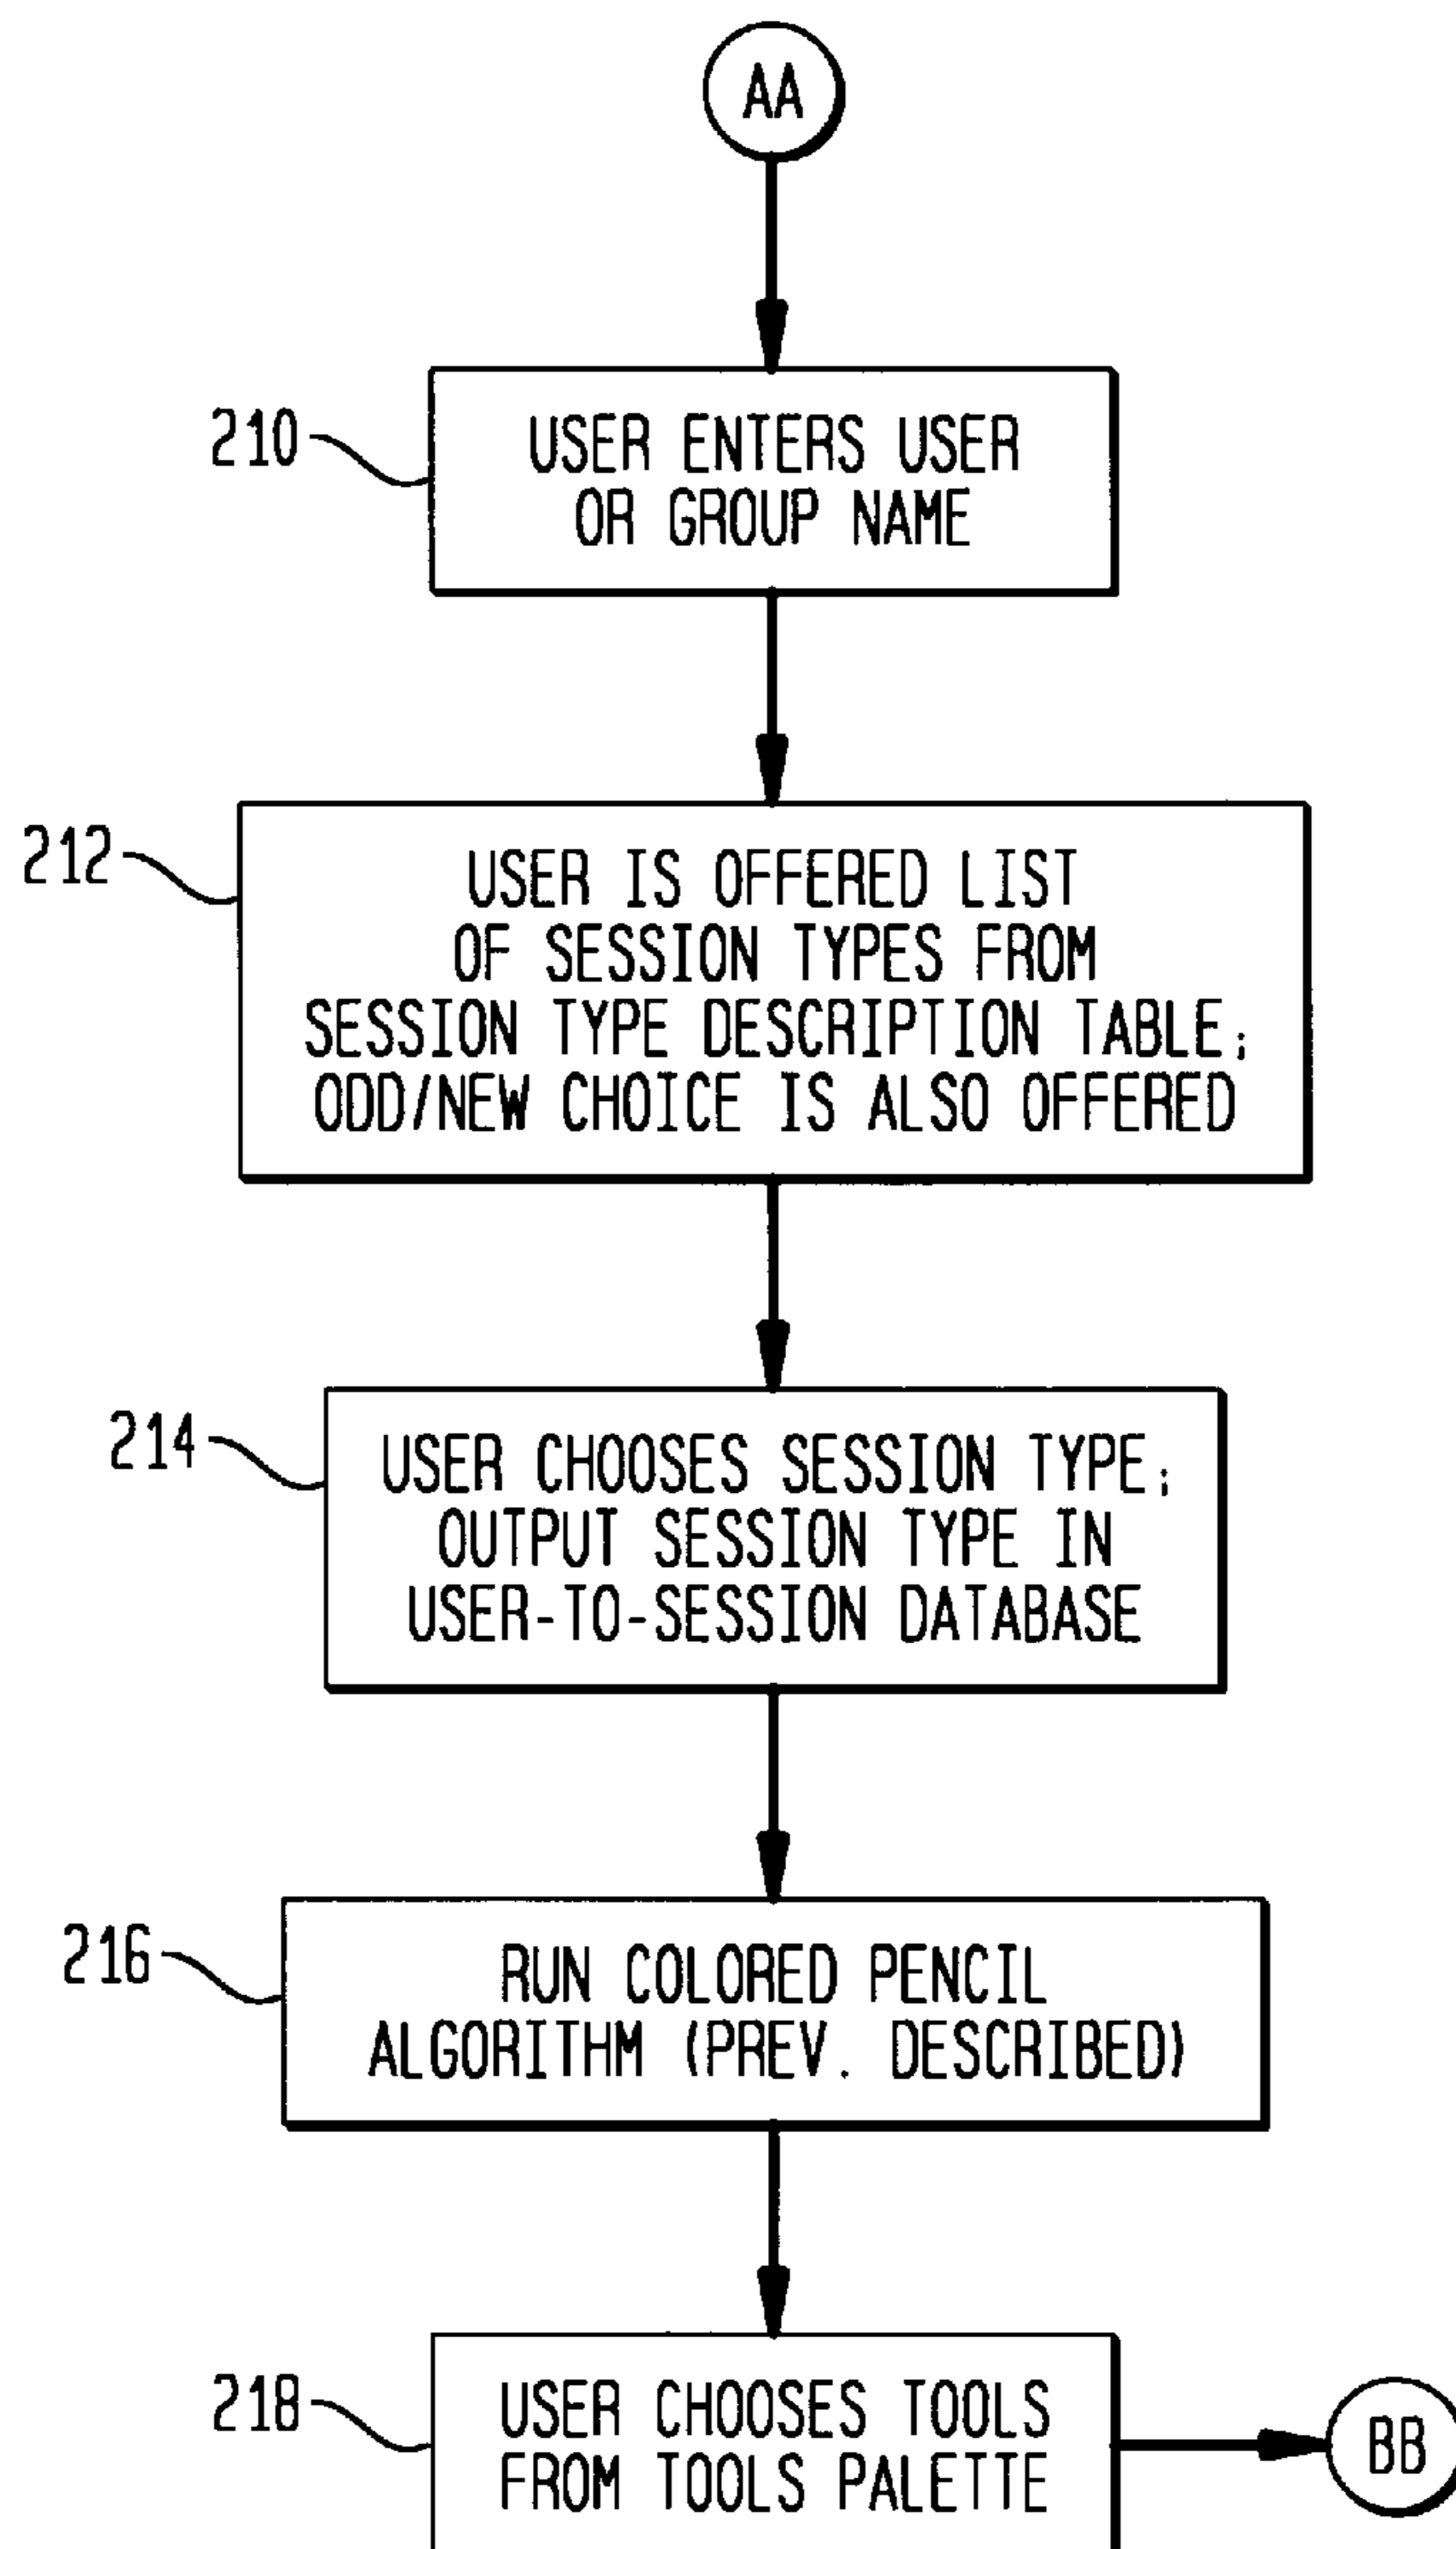 AA
210
USER ENTERS USER
OR GROUP NAME
212
USER IS OFFERED LIST
OF SESSION TYPES FROM
SESSION TYPE DESCRIPTION TABLE;
ODD/NEW CHOICE IS ALSO OFFERED
214
USER CHOOSES SESSION TYPE;
OUTPUT SESSION TYPE IN
USER-TO-SESSION DATABASE
216
RUN COLORED PENCIL
ALGORITHM (PREV. DESCRIBED)
218
USER CHOOSES TOOLS
FROM TOOLS PALETTE
BB